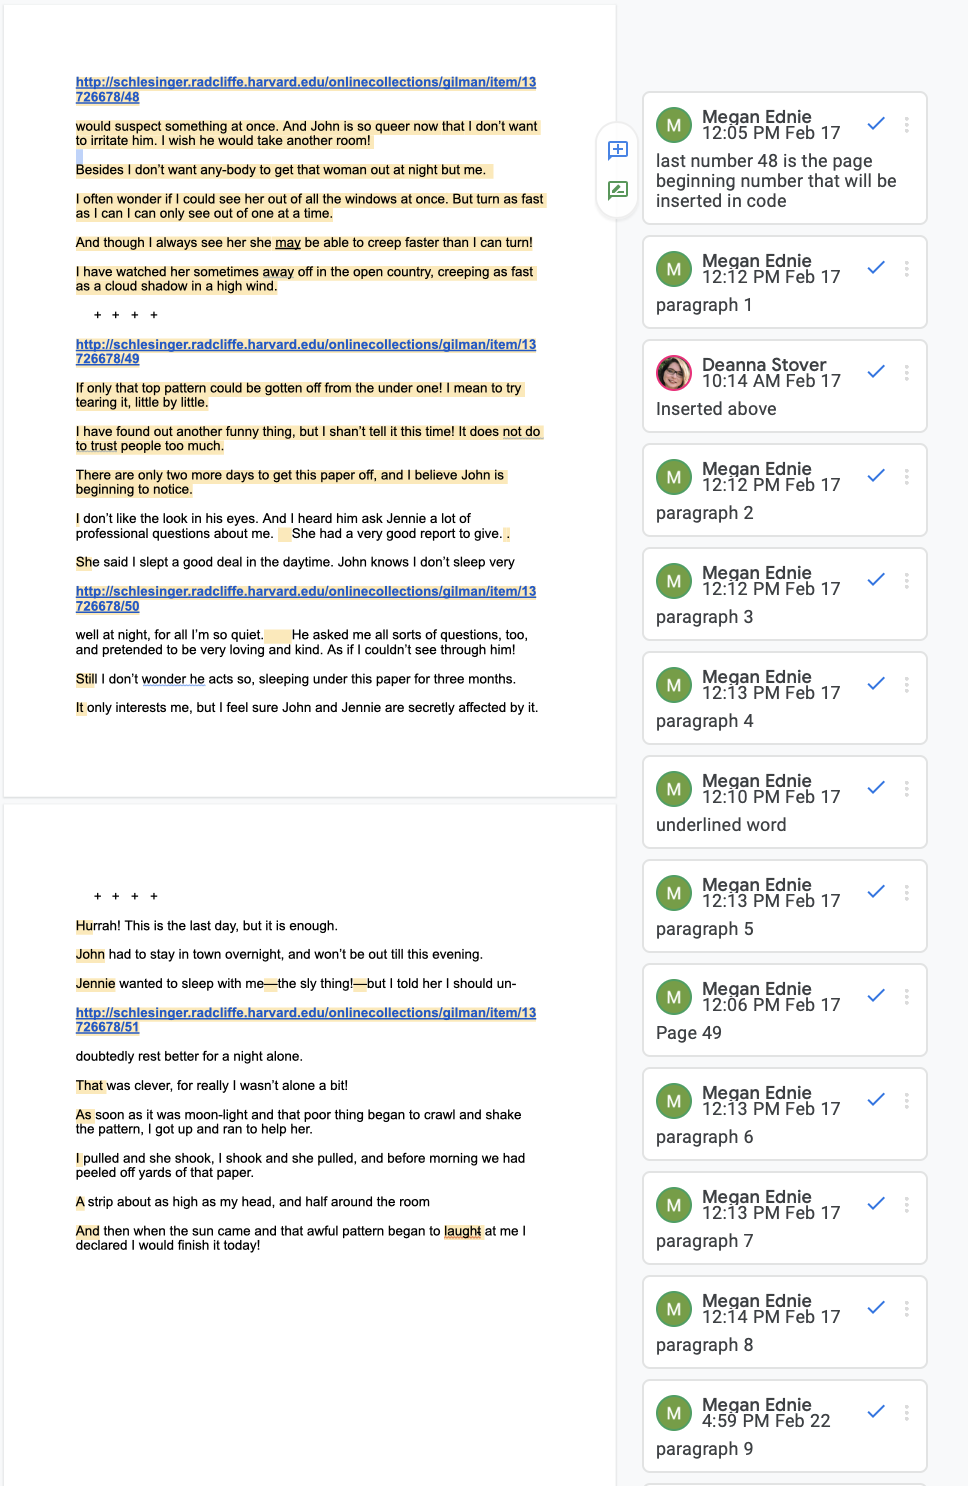 http://schlesinger.radcliffe.harvard.edu/onlinecollections/gilman/item/13
726678/48
would suspect something at once. And John is so queer now that I don't want
to irritate him. I wish he would take another room!
Besides I don't want any-body to get that woman out at night but me.
I often wonder if I could see her out of all the windows at once. But turn as fast
as I can I can only see out of one at a time.
And though I always see her she may be able to creep faster than I can turn!
I have watched her sometimes away off in the open country, creeping as fast
as a cloud shadow in a high wind.
+ + + +
http://schlesinger.radcliffe.harvard.edu/onlinecollections/gilman/item/13
726678/49
If only that top pattern could be gotten off from the under one! I mean to try
tearing it, little by little.
I have found out another funny thing, but I shan't tell it this time! It does not do
to trust people too much.
There are only two more days to get this paper off, and I believe John is
beginning to notice.
I don't like the look in his eyes. And I heard him ask Jennie a lot of
professional questions about me. She had a very good report to give. .
She said I slept a good deal in the daytime. John knows I don't sleep very
http://schlesinger.radcliffe.harvard.edu/onlinecollections/gilman/item/13
726678/50
well at night, for all I'm so quiet. He asked me all sorts of questions, too,
and pretended to be very loving and kind. As if I couldn't see through him!
Still I don't wonder he acts so, sleeping under this paper for three months.
It only interests me, but I feel sure John and Jennie are secretly affected by it.
+ + + +
Hurrah! This is the last day, but it is enough.
John had to stay in town overnight, and won't be out till this evening.
Jennie wanted to sleep with me—the sly thing!—but I told her I should un-
http://schlesinger.radcliffe.harvard.edu/onlinecollections/gilman/item/13
726678/51
doubtedly rest better for a night alone.
That was clever, for really I wasn't alone a bit!
As soon as it was moon-light and that poor thing began to crawl and shake
the pattern, I got up and ran to help her.
I pulled and she shook, I shook and she pulled, and before morning we had
peeled off yards of that paper.
A strip about as high as my head, and half around the room
And then when the sun came and that awful pattern began to laught at me I
declared I would finish it today!
M
Megan Ednie
12:05 PM Feb 17
last number 48 is the page
beginning number that will be
inserted in code
M
Megan Ednie
12:12 PM Feb 17
paragraph 1
Deanna Stover
10:14 AM Feb 17
Inserted above
M
Megan Ednie
12:12 PM Feb 17
paragraph 2
M
Megan Ednie
12:12 PM Feb 17
paragraph 3
M
Megan Ednie
12:13 PM Feb 17
paragraph 4
M
Megan Ednie
12:10 PM Feb 17
underlined word
M
Megan Ednie
12:13 PM Feb 17
paragraph 5
M
Megan Ednie
12:06 PM Feb 17
Page 49
M
Megan Ednie
12:13 PM Feb 17
paragraph 6
M
Megan Ednie
12:13 PM Feb 17
paragraph 7
M
Megan Ednie
12:14 PM Feb 17
paragraph 8
M
Megan Ednie
4:59 PM Feb 22
paragraph 9